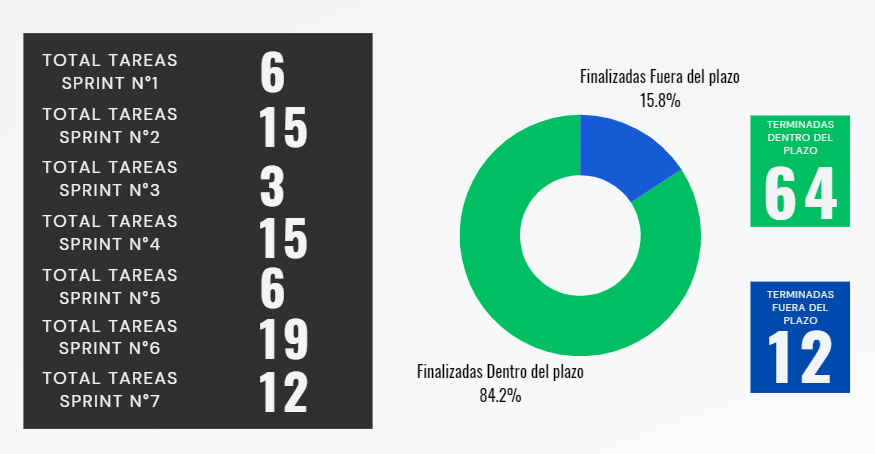 TOTAL TAREAS
SPRINT N°1
6
TOTAL TAREAS
SPRINT N°2
15
TOTAL TAREAS
SPRINT N°3
3
TOTAL TAREAS
SPRINT N°4
15
TOTAL TAREAS
SPRINT N°5
6
TOTAL TAREAS
SPRINT N°6
19
TOTAL TAREAS
SPRINT N°7
12
Finalizadas Fuera del plazo
15.8%
Finalizadas Dentro del plazo
84.2%
TERMINADAS
DENTRO DEL
PLAZO
64
TERMINADAS
FUERA DEL
PLAZO
12